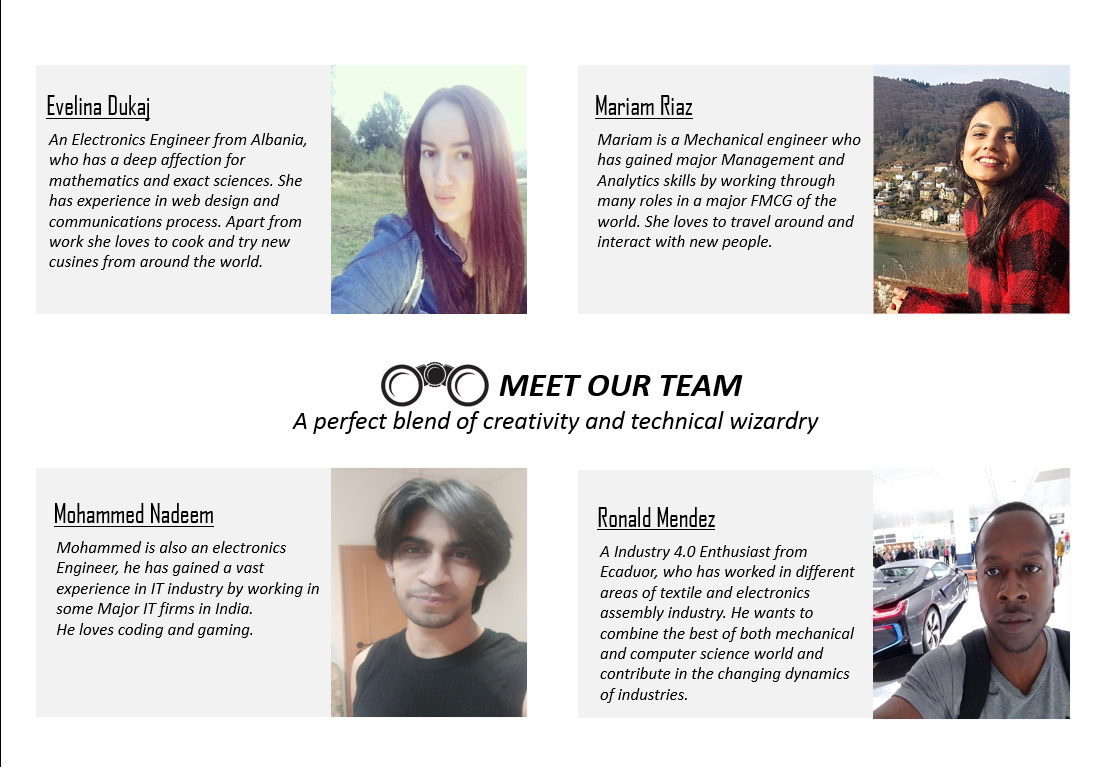 Evelina Dukaj
An Electronics Engineer from Albania,
who has a deep affection for
mathematics and exact sciences. She
has experience in web design and
communications process. Apart from
work she loves to cook and try new
cusines from around the world.
Mariam Riaz
Mariam is a Mechanical engineer who
has gained major Management and
Analytics skills by working through
many roles in a major FMCG of the
world. She loves to travel around and
interact with new people.
MEET OUR TEAM
A perfect blend of creativity and technical wizardry
Mohammed Nadeem
Mohammed is also an electronics
Engineer, he has gained a vast
experience in IT industry by working in
some Major IT firms in India.
He loves coding and gaming.
Ronald Mendez
A Industry 4.0 Enthusiast from
Ecaduor, who has worked in different
areas of textile and electronics
assembly industry. He wants to
combine the best of both mechanical
and computer science world and
contribute in the changing dynamics
of industries.